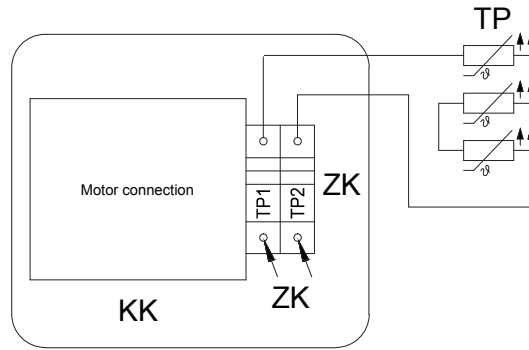 TP
ϑ
ϑ
ϑ
Motor connection
TP1
TP2
ZK
ZK
KK